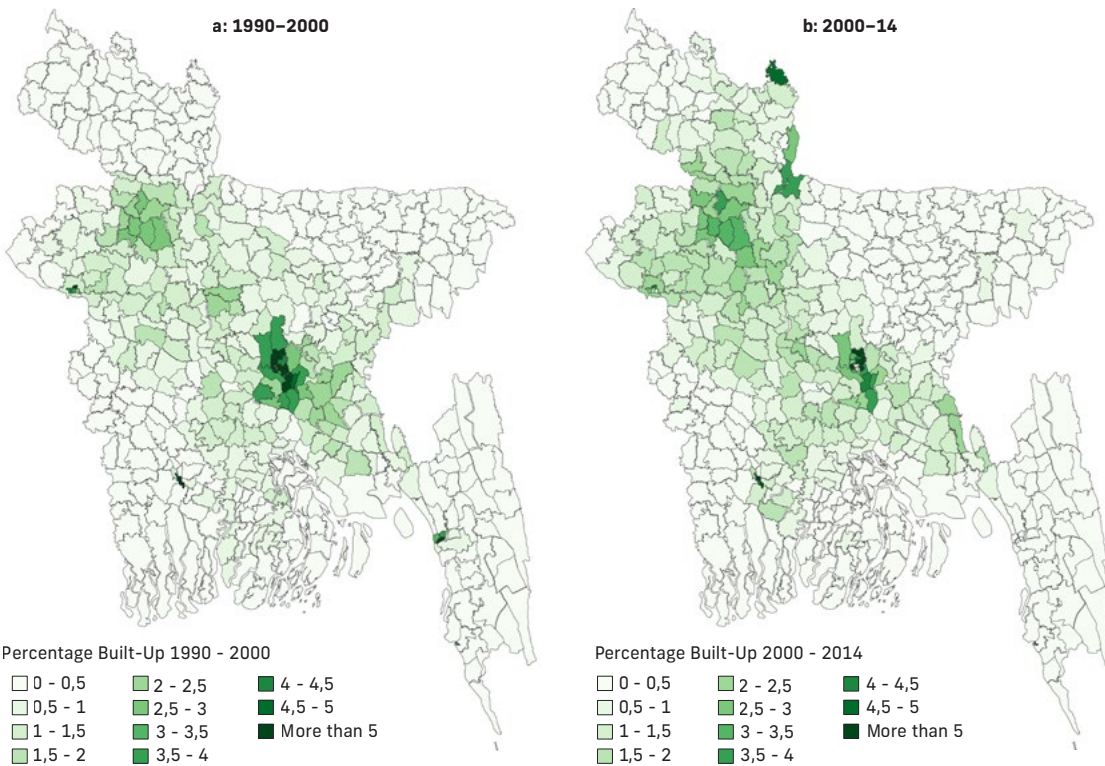 a: 1990–2000
b: 2000–14
Percentage Built-Up 1990 - 2000
0 - 0,5
0,5 - 1
1 - 1,5
1,5 - 2
2 - 2,5
2,5 - 3
3 - 3,5
3,5 - 4
4 - 4,5
4,5 - 5
More than 5
Percentage Built-Up 2000 - 2014
0 - 0,5
0,5 - 1
1 - 1,5
1,5 - 2
2 - 2,5
2,5 - 3
3 - 3,5
3,5 - 4
4 - 4,5
4,5 - 5
More than 5